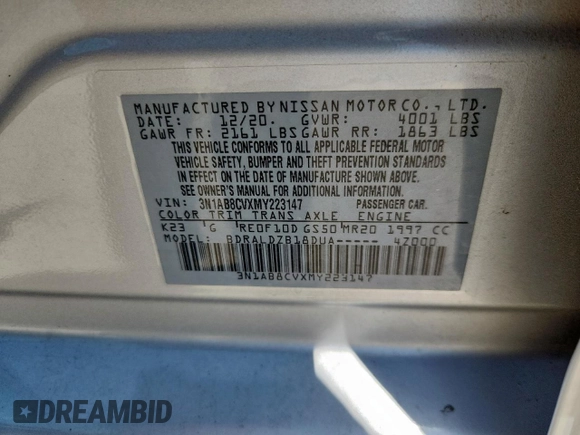 MANUFACTURED BY NISSAN MOTOR CO., LTD.
DATE: 12/20. GVWR: 4001 LBS
GAWR FR: 2161 LBS GAWR RR: 1863 LBS
THIS VEHICLE CONFORMS TO ALL APPLICABLE FEDERAL MOTOR
VEHICLE SAFETY, BUMPER AND THEFT PREVENTION STANDARDS
IN EFFECT ON THE DATE OF MANUFACTURE SHOWN ABOVE.
SEE OWNER'S MANUAL FOR ADDITIONAL INFORMATION.
VIN: 3N1AB8CVXMY223147 PASSENGER CAR.
COLOR TRIM TRANS AXLE ENGINE
K23 G RE0F10D GS50 MR20 1997 CC
MODEL: BDRALDZB18DUA----- 47000
3N1AB8CVXMY223147
DREAMBID